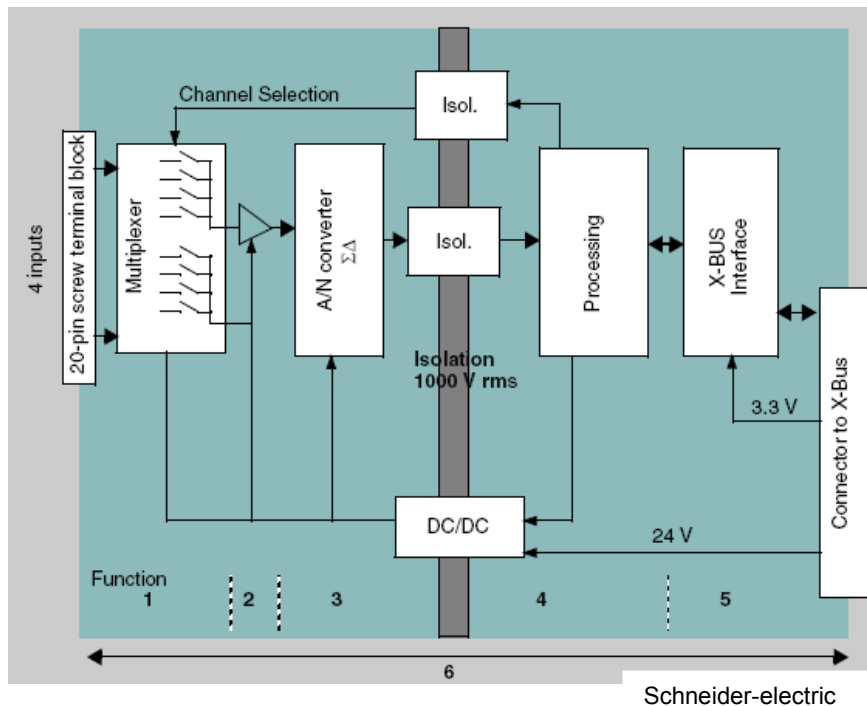 Channel Selection
Isol.
4 inputs
20-pin screw terminal block
Multiplexer
A/N converter
ΣΔ
Isol.
Processing
X-BUS
Interface
Isolation
1000 V rms
3.3 V
Connector to X-Bus
DC/DC
24 V
Function
1
2
3
4
5
6
Schneider-electric